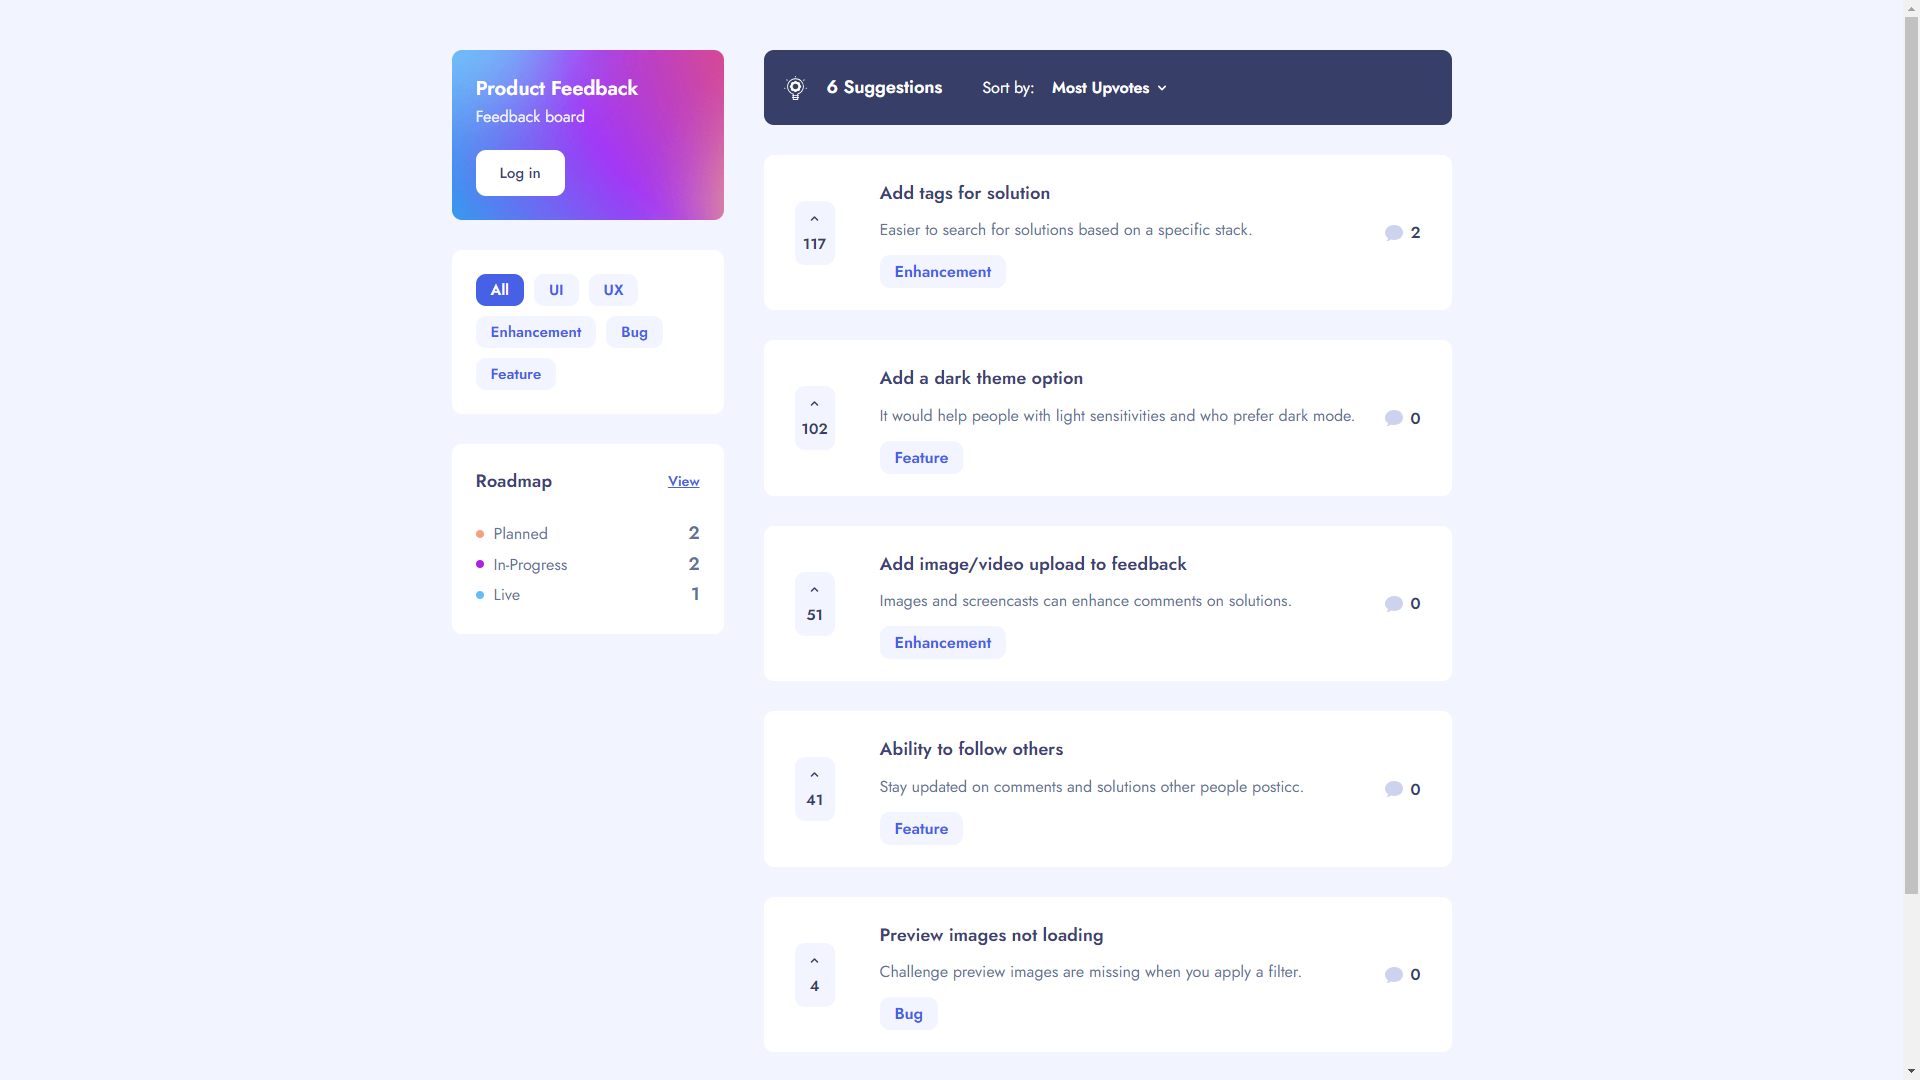 Product Feedback
Feedback board
Log in
All
UI
UX
Enhancement
Bug
Feature
Roadmap
View
Planned
2
In-Progress
2
Live
1
6 Suggestions
Sort by: Most Upvotes
Add tags for solution
Easier to search for solutions based on a specific stack.
Enhancement
117
2
Add a dark theme option
It would help people with light sensitivities and who prefer dark mode.
Feature
102
0
Add image/video upload to feedback
Images and screencasts can enhance comments on solutions.
Enhancement
51
0
Ability to follow others
Stay updated on comments and solutions other people posticc.
Feature
41
0
Preview images not loading
Challenge preview images are missing when you apply a filter.
Bug
4
0